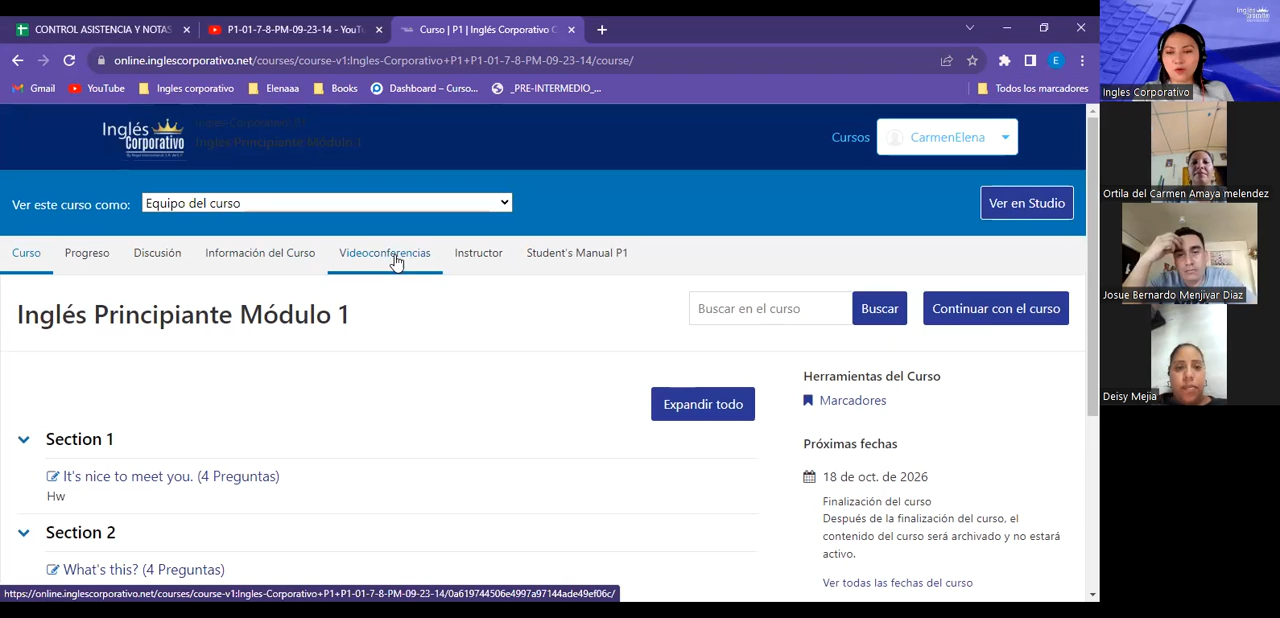 CONTROL ASISTENCIA Y NOTAS
P1-01-7-8-PM-09-23-14 - YouTu
Curso | P1 | Inglés Corporativo C
online.inglescorporativo.net/courses/course-v1:Ingles-Corporativo+P1+P1-01-7-8-PM-09-23-14/course/
E
Gmail
YouTube
Ingles corporativo
Elenaaa
Books
Dashboard – Curso...
_PRE-INTERMEDIO_...
Todos los marcadores
Inglés Corporativo
Ingles Corporativo P1
Ingles Principiante Módulo 1
Cursos
CarmenElena
Ver este curso como:
Equipo del curso
Ver en Studio
Curso
Progreso
Discusión
Información del Curso
Videoconferencias
Instructor
Student's Manual P1
Inglés Principiante Módulo 1
Buscar en el curso
Buscar
Continuar con el curso
Expandir todo
Herramientas del Curso
Marcadores
Próximas fechas
18 de oct. de 2026
Finalización del curso
Después de la finalización del curso, el
contenido del curso será archivado y no estará
activo.
Ver todas las fechas del curso
Section 1
It's nice to meet you. (4 Preguntas)
Hw
Section 2
What's this? (4 Preguntas)
https://online.inglescorporativo.net/courses/course-v1:Ingles-Corporativo+P1+P1-01-7-8-PM-09-23-14/0a619744506e4997a97144ade49ef06c/
Ingles Corporativo
Ortila del Carmen Amaya melendez
Josue Bernardo Menjivar Diaz
Deisy Mejia